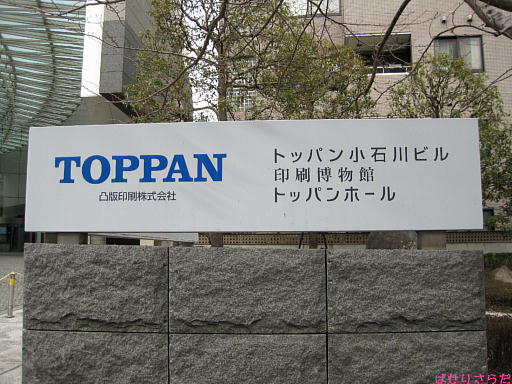 TOPPAN
凸版印刷株式会社
トッパン小石川ビル
印刷博物館
トッパンホール
ぱせりさらだ